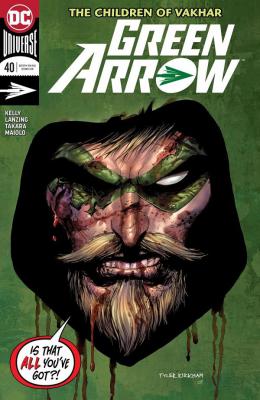 DC
UNIVERSE
THE CHILDREN OF VAKHAR
GREEN
ARROW
40
KELLY
LANZING
TAKARA
MAIOLO
IS THAT
ALL YOU'VE
GOT?!
TYLER KIRKHAM